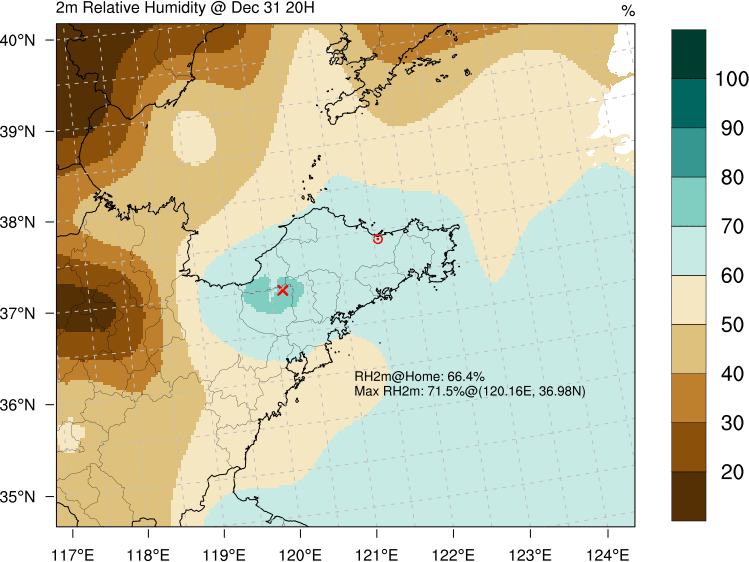 2m Relative Humidity @ Dec 31 20H
%
40°N
39°N
38°N
37°N
36°N
35°N
100
90
80
70
60
50
40
30
20
RH2m@Home: 66.4%
Max RH2m: 71.5%@(120.16E, 36.98N)
117°E 118°E 119°E 120°E 121°E 122°E 123°E 124°E